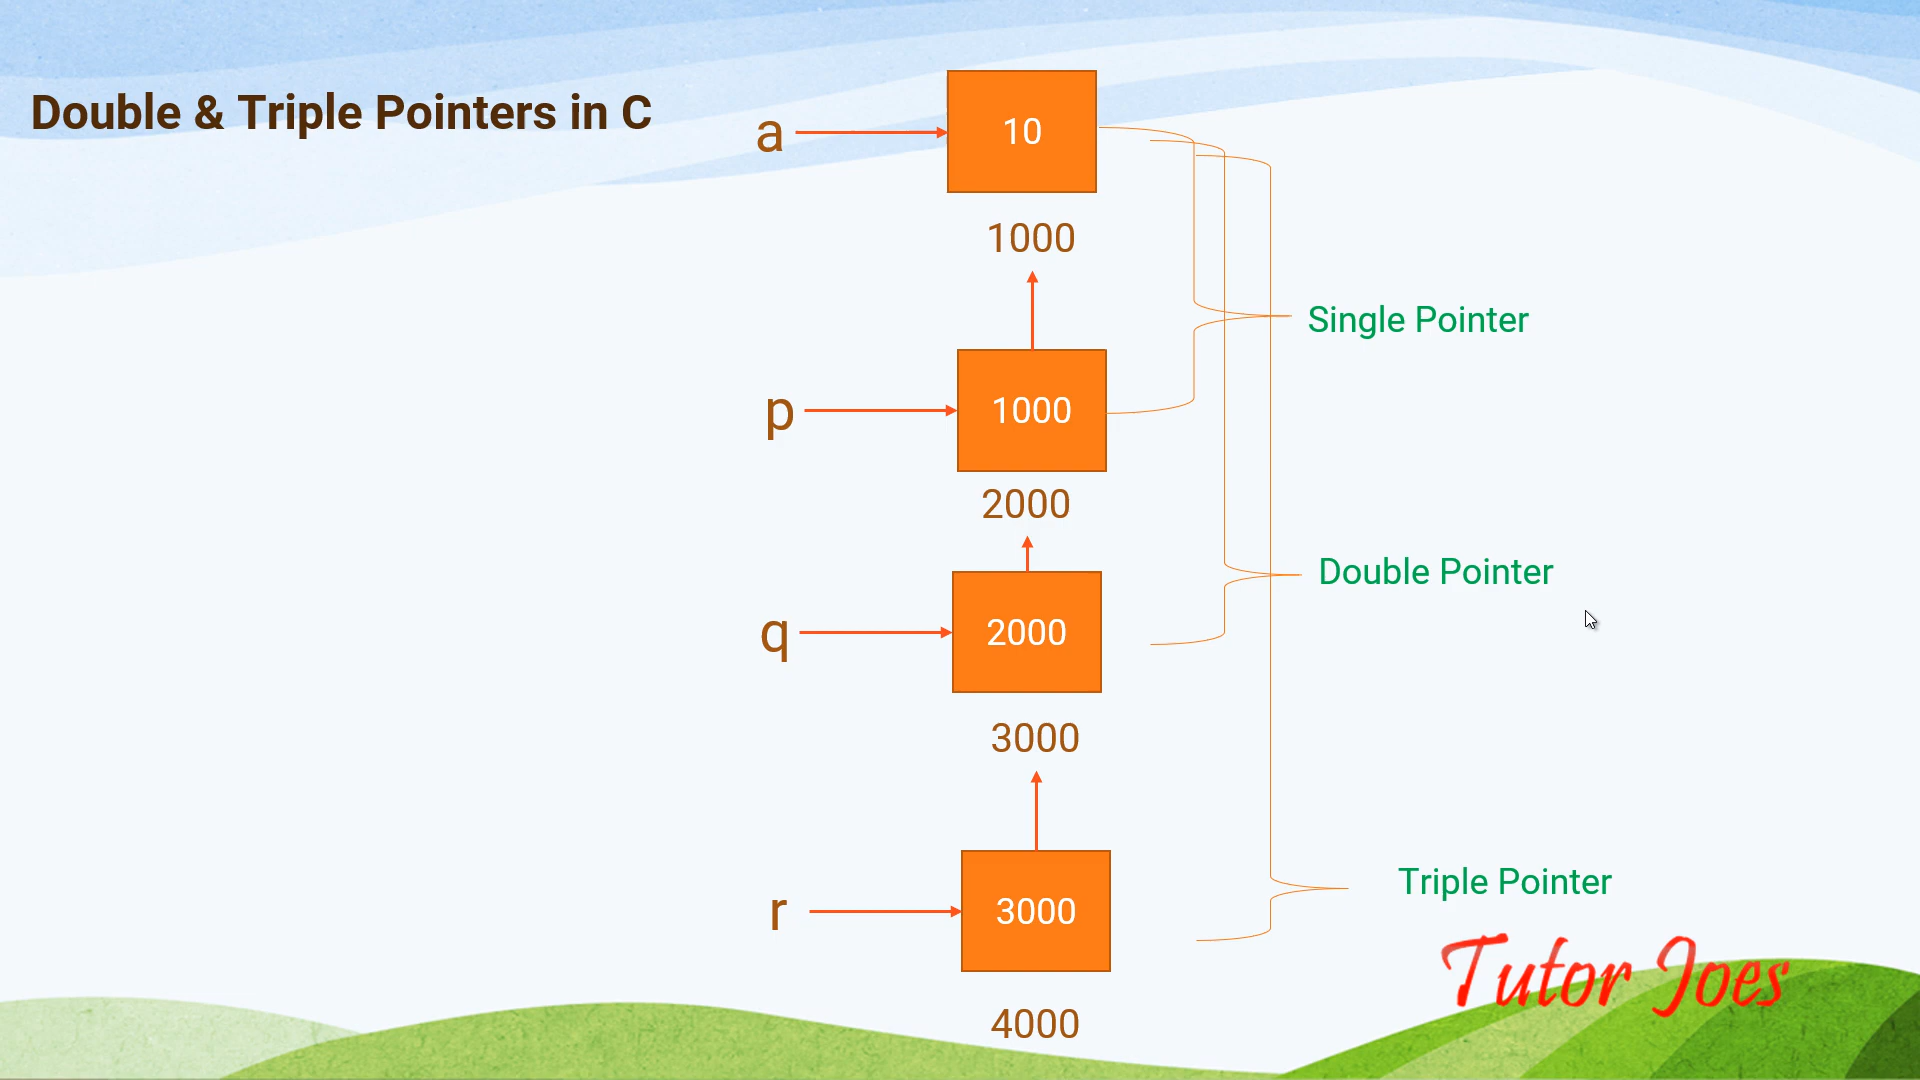 Double & Triple Pointers in C
a
10
1000
Single Pointer
p
1000
2000
Double Pointer
q
2000
3000
Triple Pointer
r
3000
4000
Tutor Joes